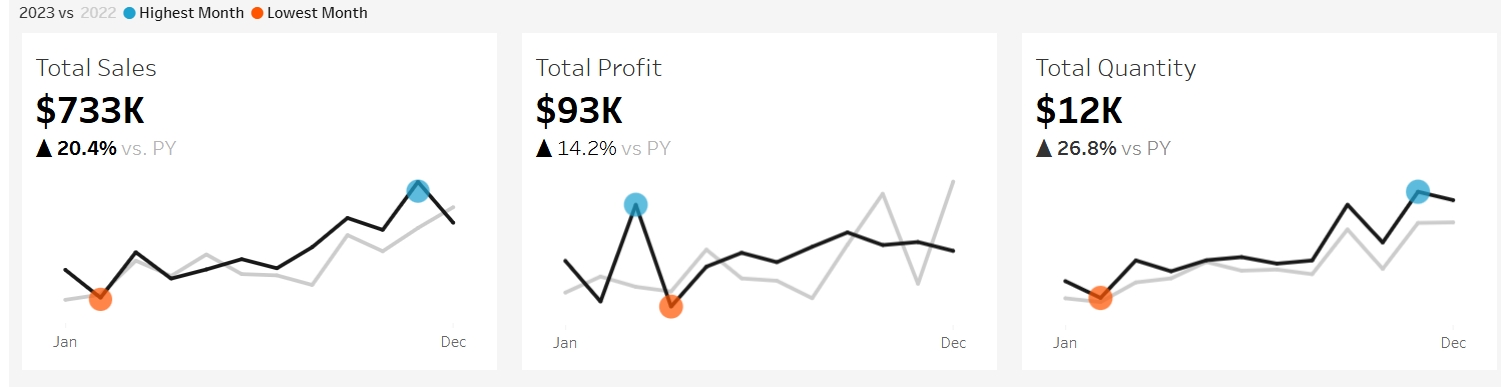 2023 vs 2022 Highest Month Lowest Month
Total Sales
$733K
▲ 20.4% vs. PY
Jan Dec
Total Profit
$93K
▲ 14.2% vs PY
Jan Dec
Total Quantity
$12K
▲ 26.8% vs PY
Jan Dec